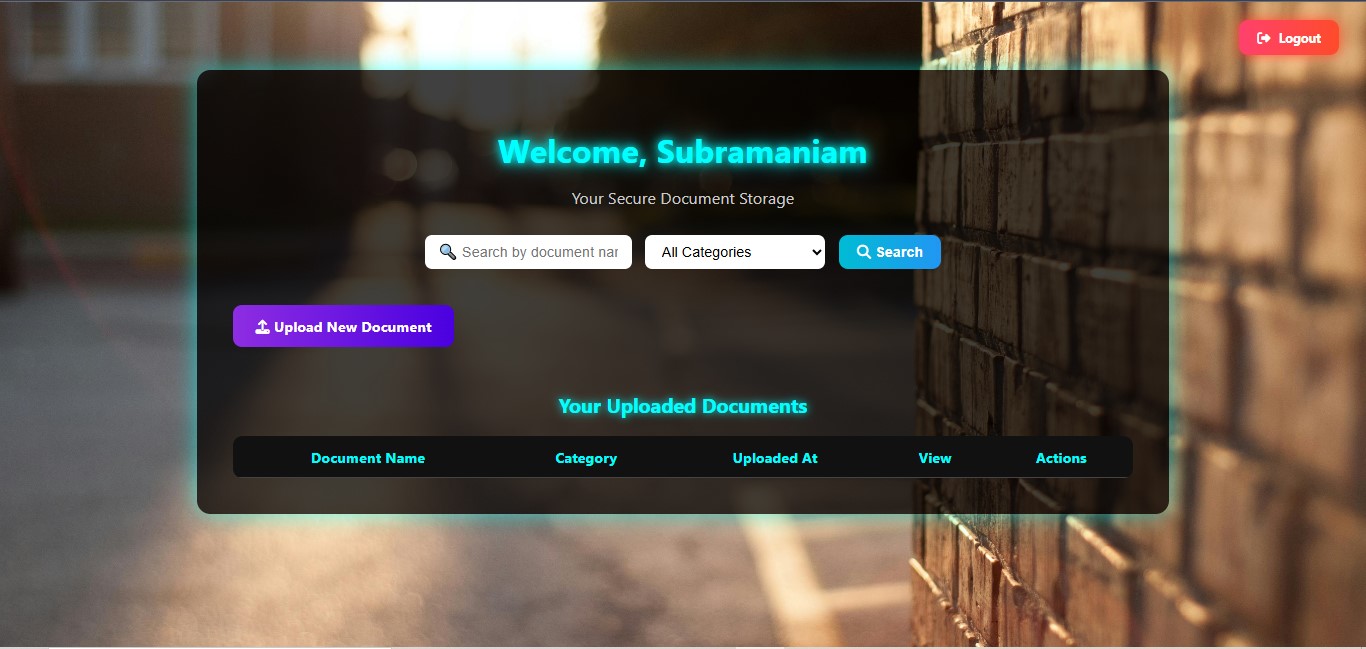 Logout
Welcome, Subramaniam
Your Secure Document Storage
Search by document nar
All Categories
Search
Upload New Document
Your Uploaded Documents
Document Name Category Uploaded At View Actions